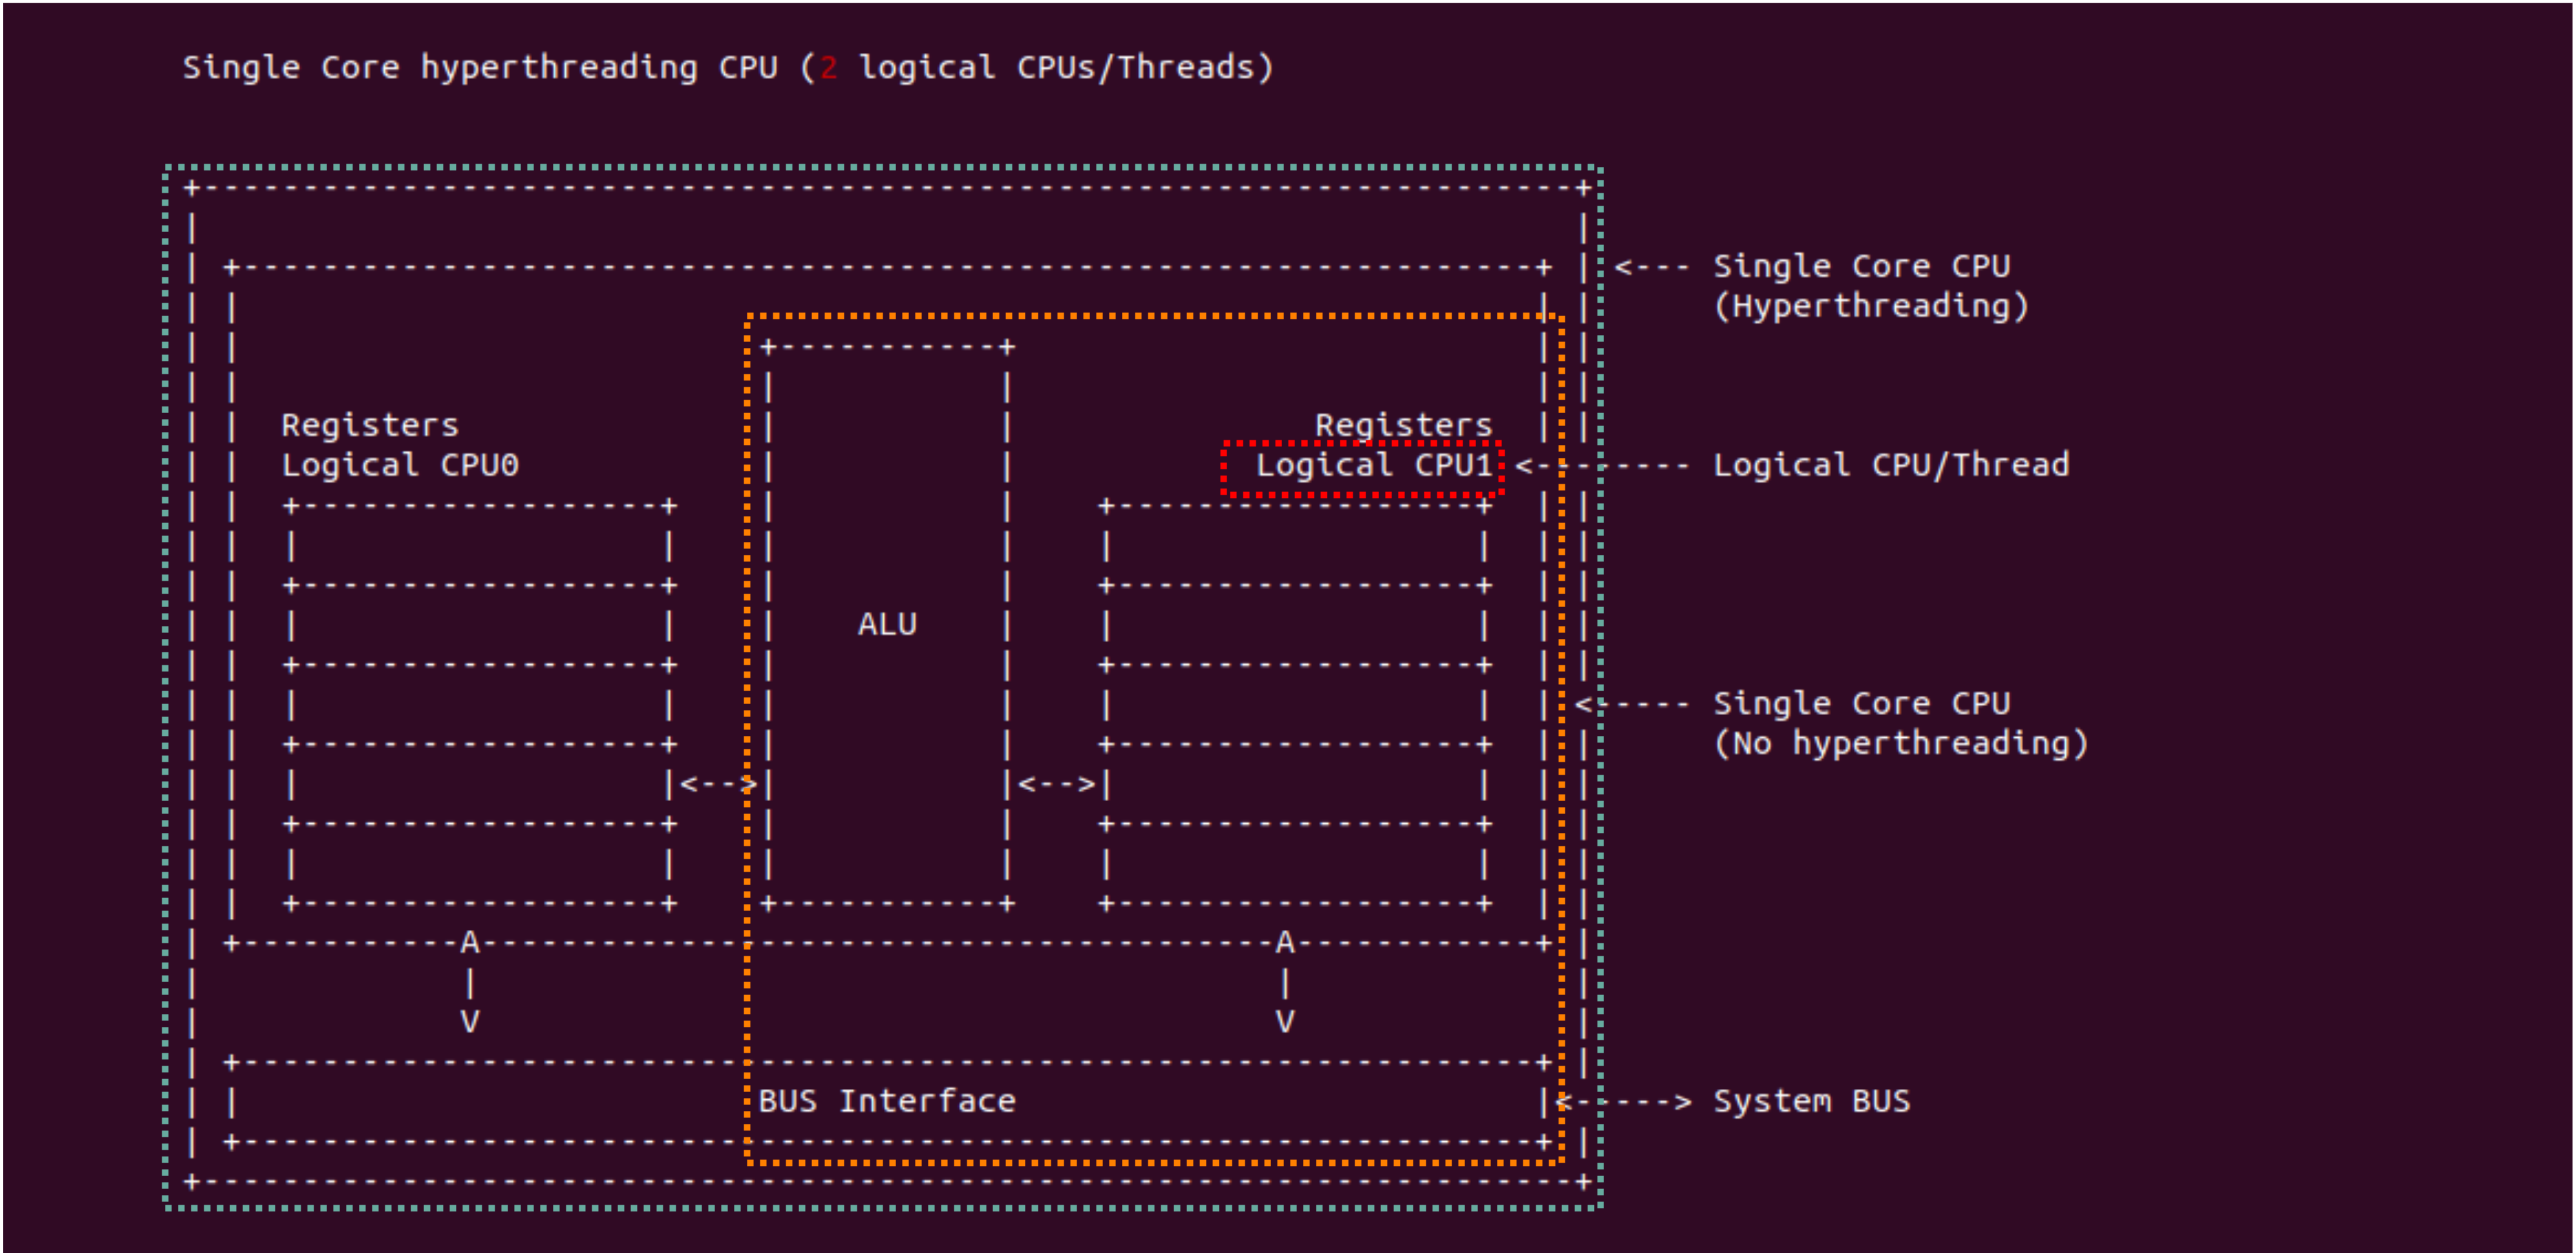 Single Core hyperthreading CPU (2 logical CPUs/Threads)
<--- Single Core CPU
(Hyperthreading)
Registers
Logical CPU0
Registers
Logical CPU1
<-------- Logical CPU/Thread
ALU
<-----  Single Core CPU
(No hyperthreading)
<-->
<-->
A
A
V
V
BUS Interface
<-----> System BUS